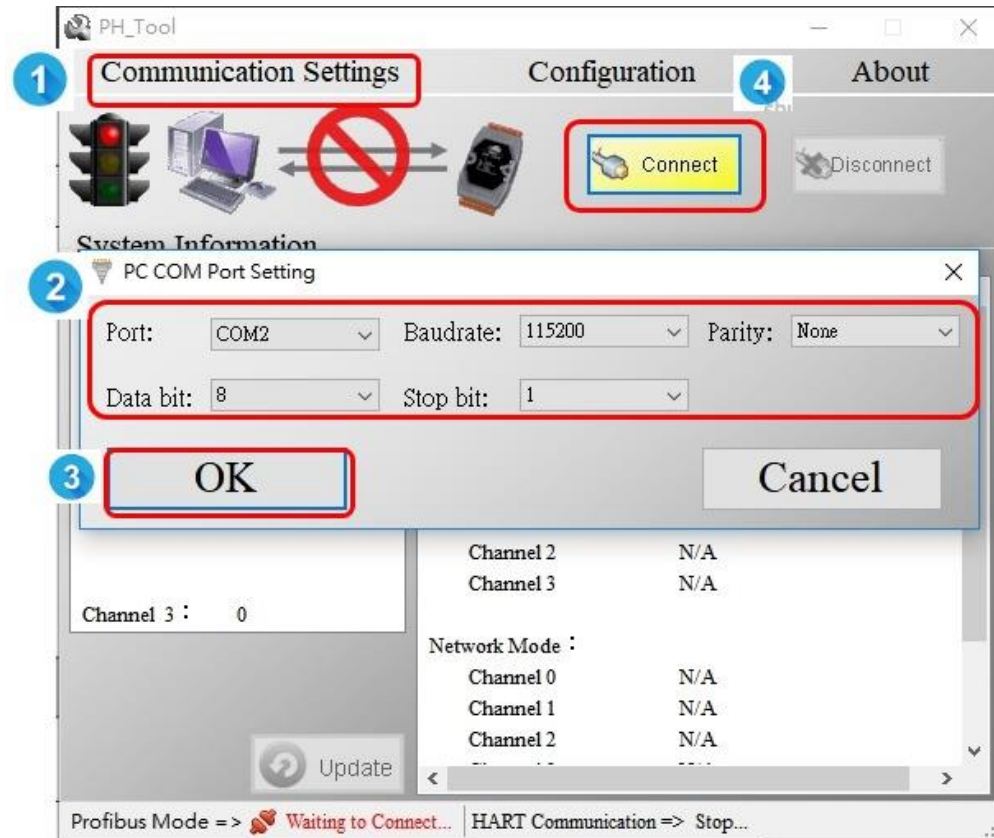 PH_Tool
1 Communication Settings Configuration 4 About
Connect Disconnect
System Information
2 PC COM Port Setting
Port: COM2 Baudrate: 115200 Parity: None
Data bit: 8 Stop bit: 1
3 OK Cancel
Channel 2 N/A
Channel 3 N/A
Channel 3： 0
Network Mode：
Channel 0 N/A
Channel 1 N/A
Channel 2 N/A
Update
Profibus Mode => Waiting to Connect... HART Communication => Stop...